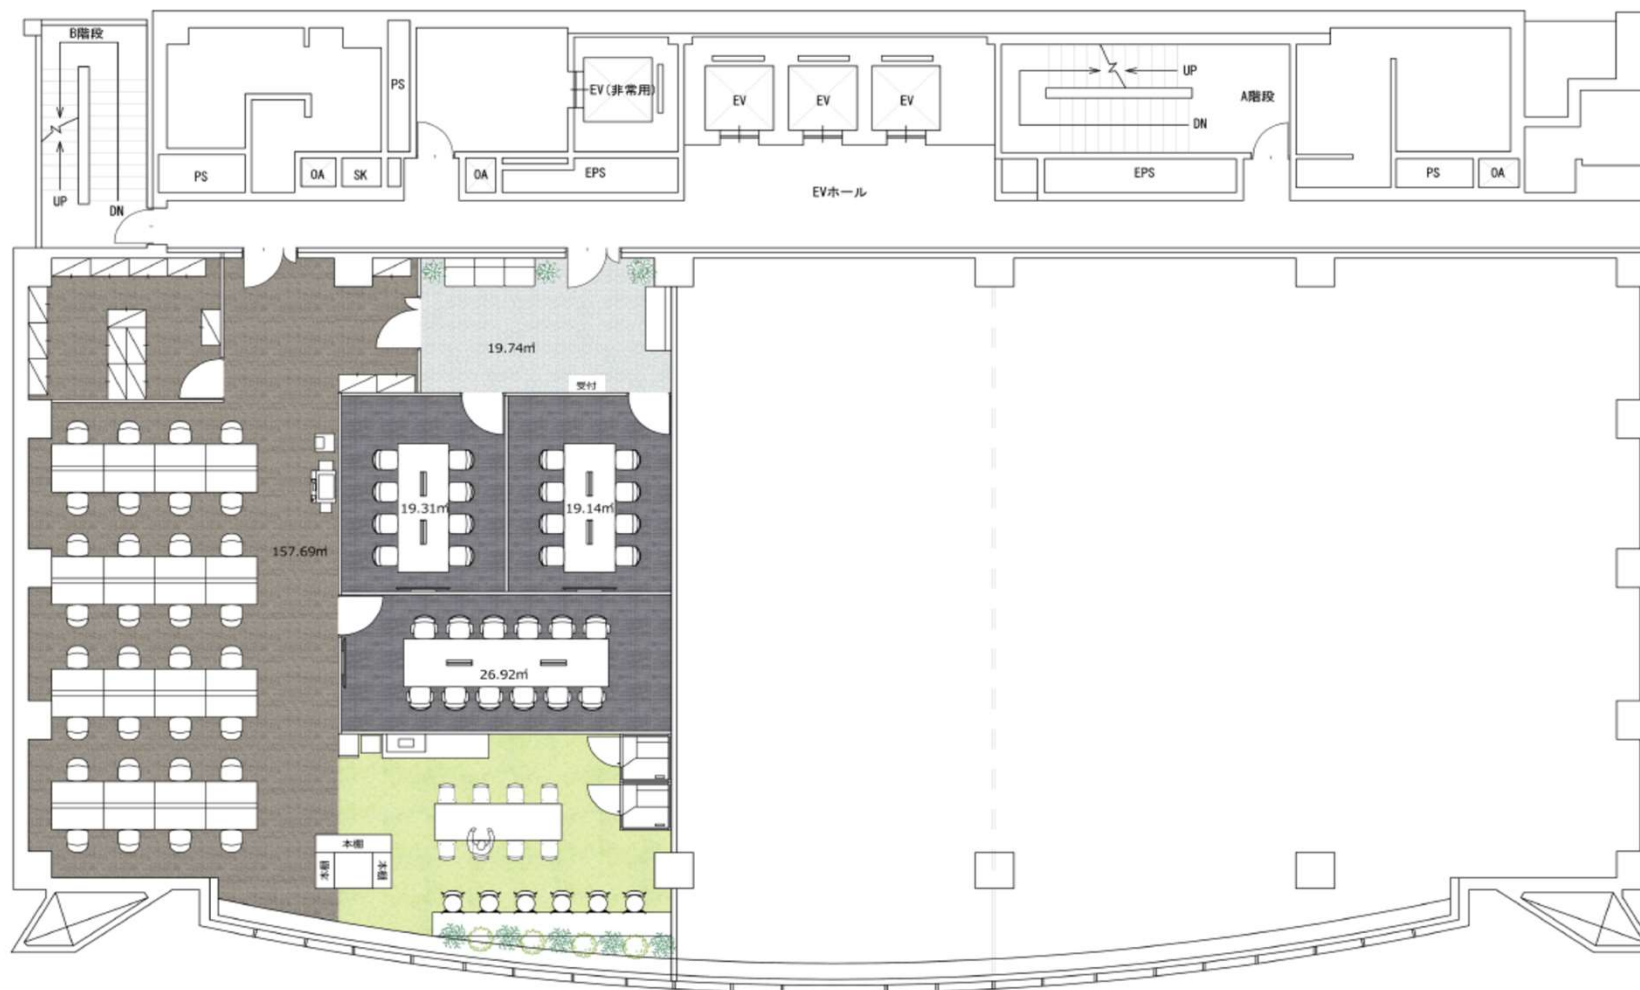 B階段
UP
DN
PS
PS
OA
SK
EV(非常用)
OA
EPS
EV
EV
EV
EVホール
UP
DN
A階段
EPS
PS
OA
19.74㎡
受付
19.31㎡
19.14㎡
157.69㎡
26.92㎡
本棚
本棚
本棚